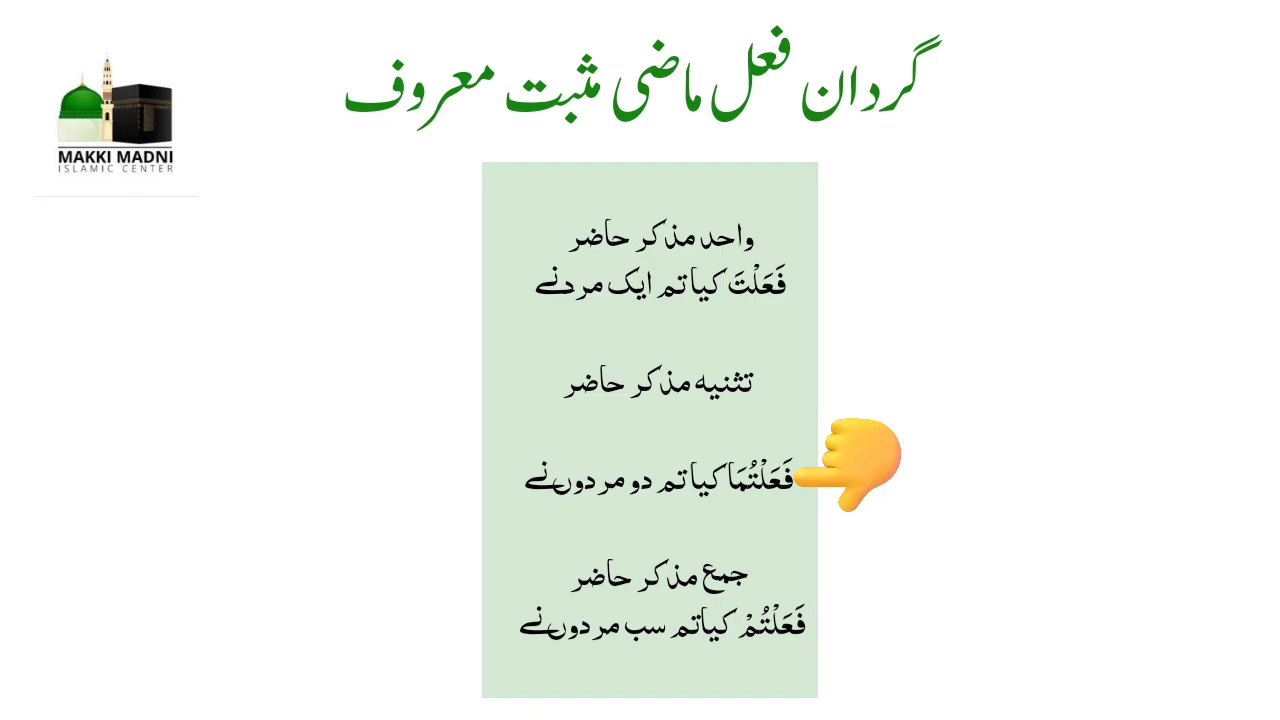 گردان فعل ماضی مثبت معروف
MAKKI MADNI
ISLAMIC CENTER
واحد مذکر حاضر
فَعَلْتَ کیا تم ایک مرد نے
تثنیه مذکر حاضر
فَعَلْتُمَا کیا تم دو مردوں نے
جمع مذکر حاضر
فَعَلْتُمْ کیا تم سب مردوں نے